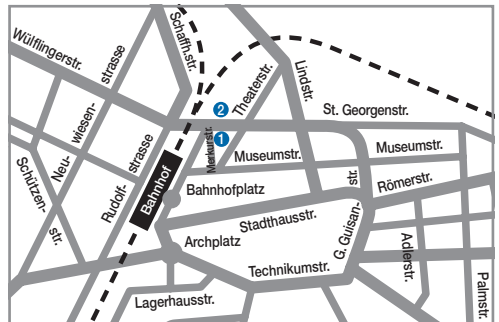 Wülflingerstr.
Schaffh.str.
strasse
Neu-
wiesen-
Schützen-
str.
Rudolf-
strasse
Bahnhof
2
1
Theaterstr.
Lindstr.
Merkurstr.
St. Georgenstr.
Museumstr.
Museumstr.
Bahnhofplatz
Römerstr.
Stadthausstr.
G. Guisan-
str.
Archplatz
Adlerstr.
Technikumstr.
Palmstr.
Lagerhausstr.